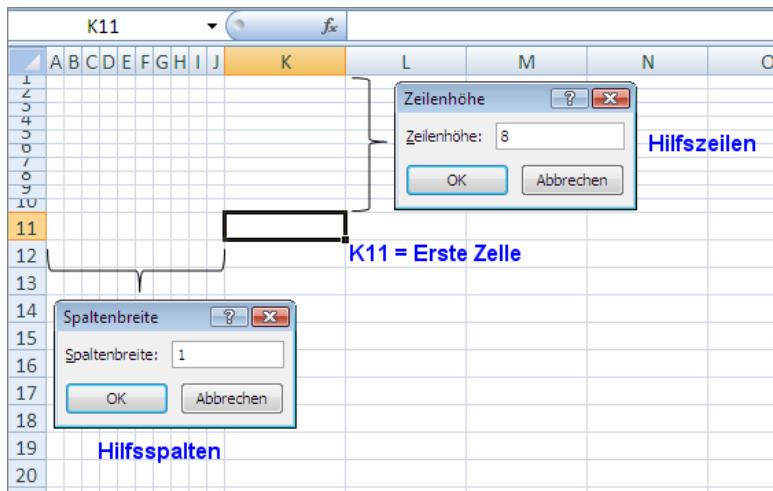 K11 fx
A B C D E F G H I J K L M N O
1
2
3
4
5
6
7
8
9
10
11
12
13
14
15
16
17
18
19
20
Zeilenhöhe
Zeilenhöhe: 8
OK Abbrechen
Hilfszeilen
K11 = Erste Zelle
Spaltenbreite
Spaltenbreite: 1
OK Abbrechen
Hilfsspalten